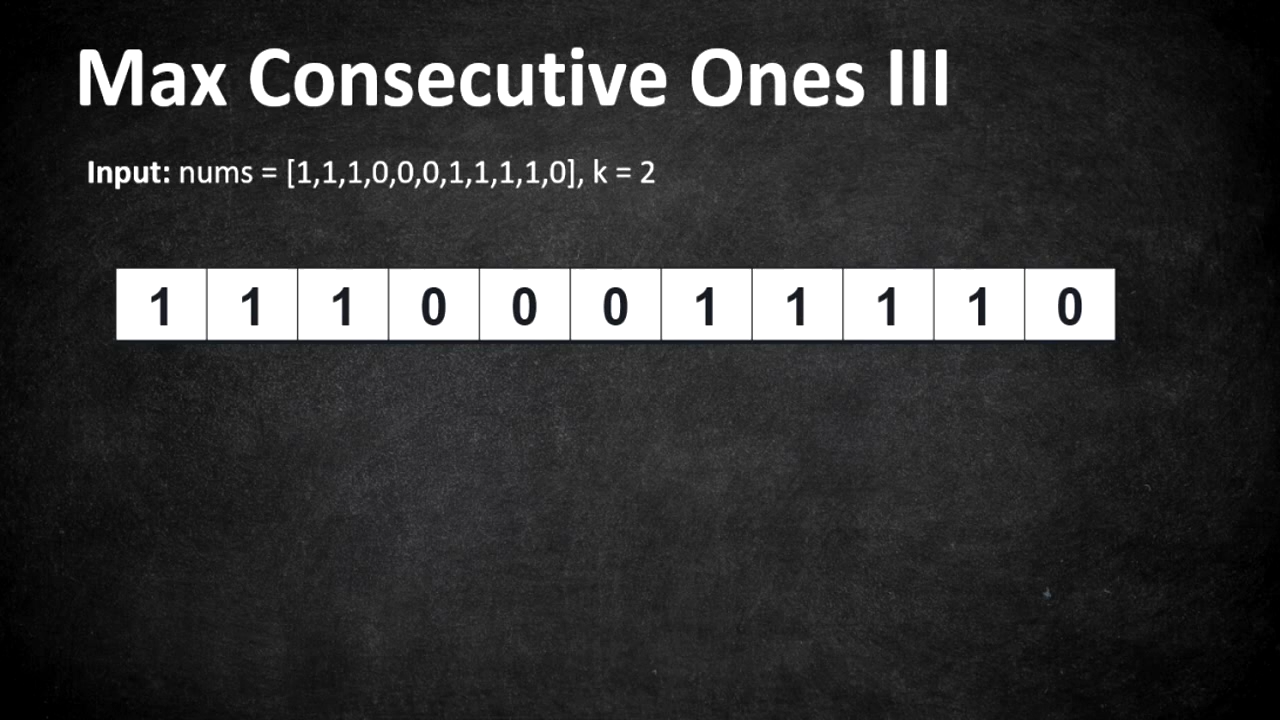 Max Consecutive Ones III
Input: nums = [1,1,1,0,0,0,1,1,1,1,0], k = 2
1 1 1 0 0 0 1 1 1 1 0